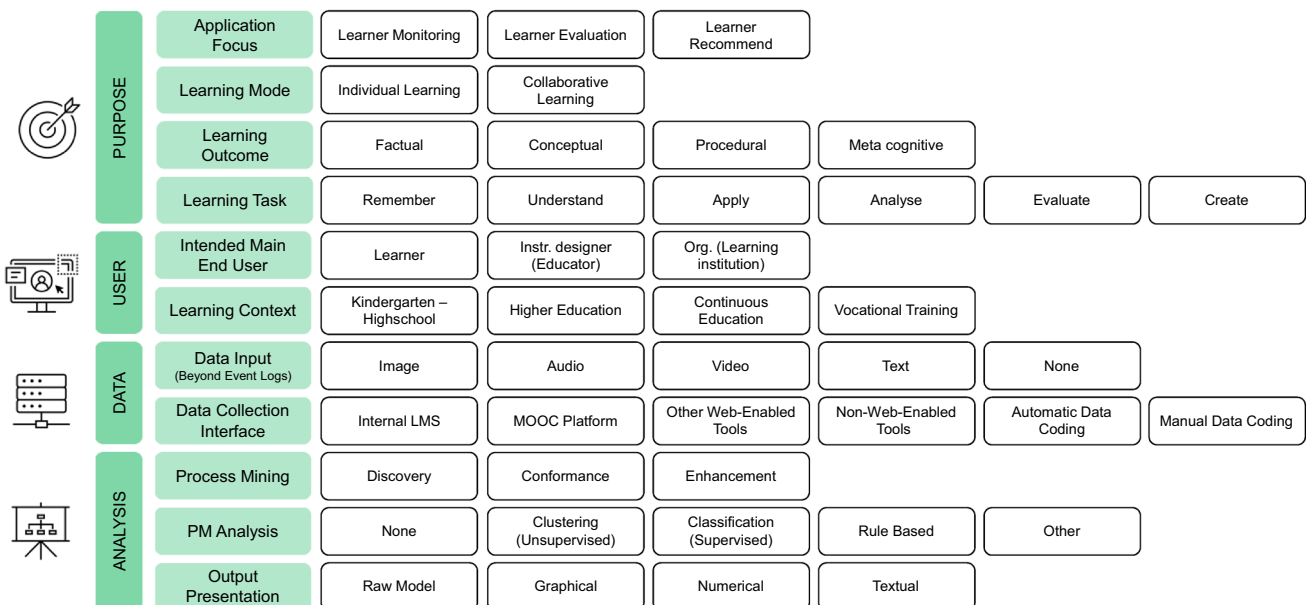 PURPOSE
Application
Focus
Learner Monitoring
Learner Evaluation
Learner
Recommend
Learning Mode
Individual Learning
Collaborative
Learning
Learning
Outcome
Factual
Conceptual
Procedural
Meta cognitive
Learning Task
Remember
Understand
Apply
Analyse
Evaluate
Create
USER
Intended Main
End User
Learner
Instr. designer
(Educator)
Org. (Learning
institution)
Learning Context
Kindergarten –
Highschool
Higher Education
Continuous
Education
Vocational Training
DATA
Data Input
(Beyond Event Logs)
Image
Audio
Video
Text
None
Data Collection
Interface
Internal LMS
MOOC Platform
Other Web-Enabled
Tools
Non-Web-Enabled
Tools
Automatic Data
Coding
Manual Data Coding
ANALYSIS
Process Mining
Discovery
Conformance
Enhancement
PM Analysis
None
Clustering
(Unsupervised)
Classification
(Supervised)
Rule Based
Other
Output
Presentation
Raw Model
Graphical
Numerical
Textual